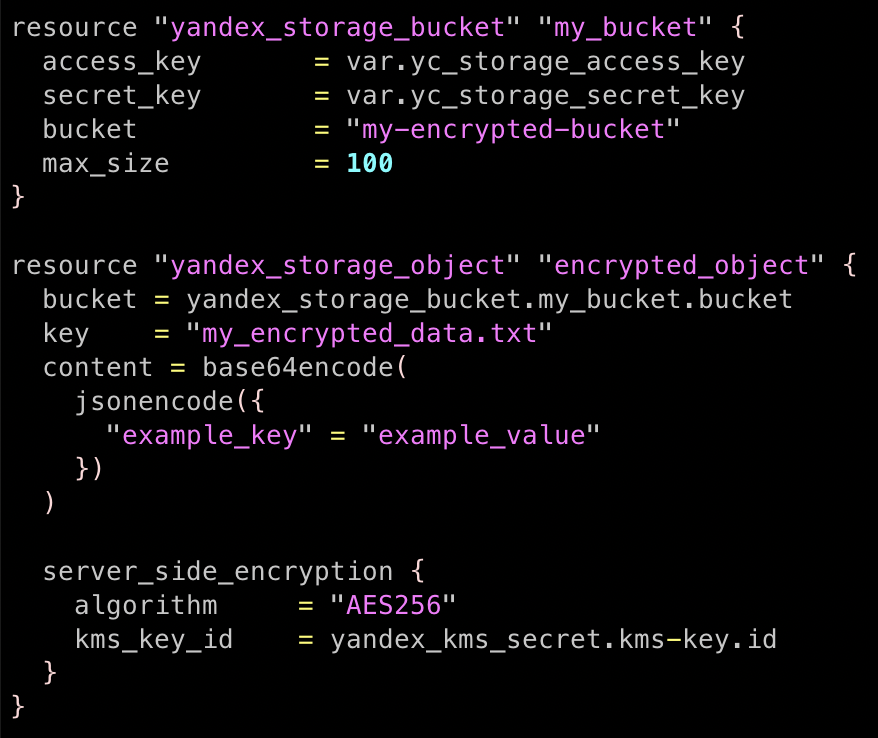 resource "yandex_storage_bucket" "my_bucket" {
  access_key       = var.yc_storage_access_key
  secret_key       = var.yc_storage_secret_key
  bucket           = "my-encrypted-bucket"
  max_size         = 100
}

resource "yandex_storage_object" "encrypted_object" {
  bucket = yandex_storage_bucket.my_bucket.bucket
  key    = "my_encrypted_data.txt"
  content = base64encode(
    jsonencode({
      "example_key" = "example_value"
    })
  )

  server_side_encryption {
    algorithm     = "AES256"
    kms_key_id    = yandex_kms_secret.kms-key.id
  }
}